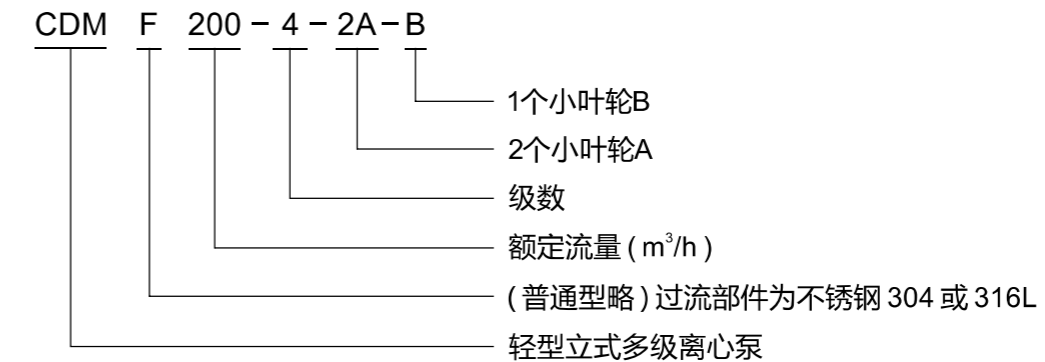 CDM F 200 - 4 - 2A - B
1个小叶轮B
2个小叶轮A
级数
额定流量 ( m³/h )
( 普通型略 ) 过流部件为不锈钢 304 或 316L
轻型立式多级离心泵